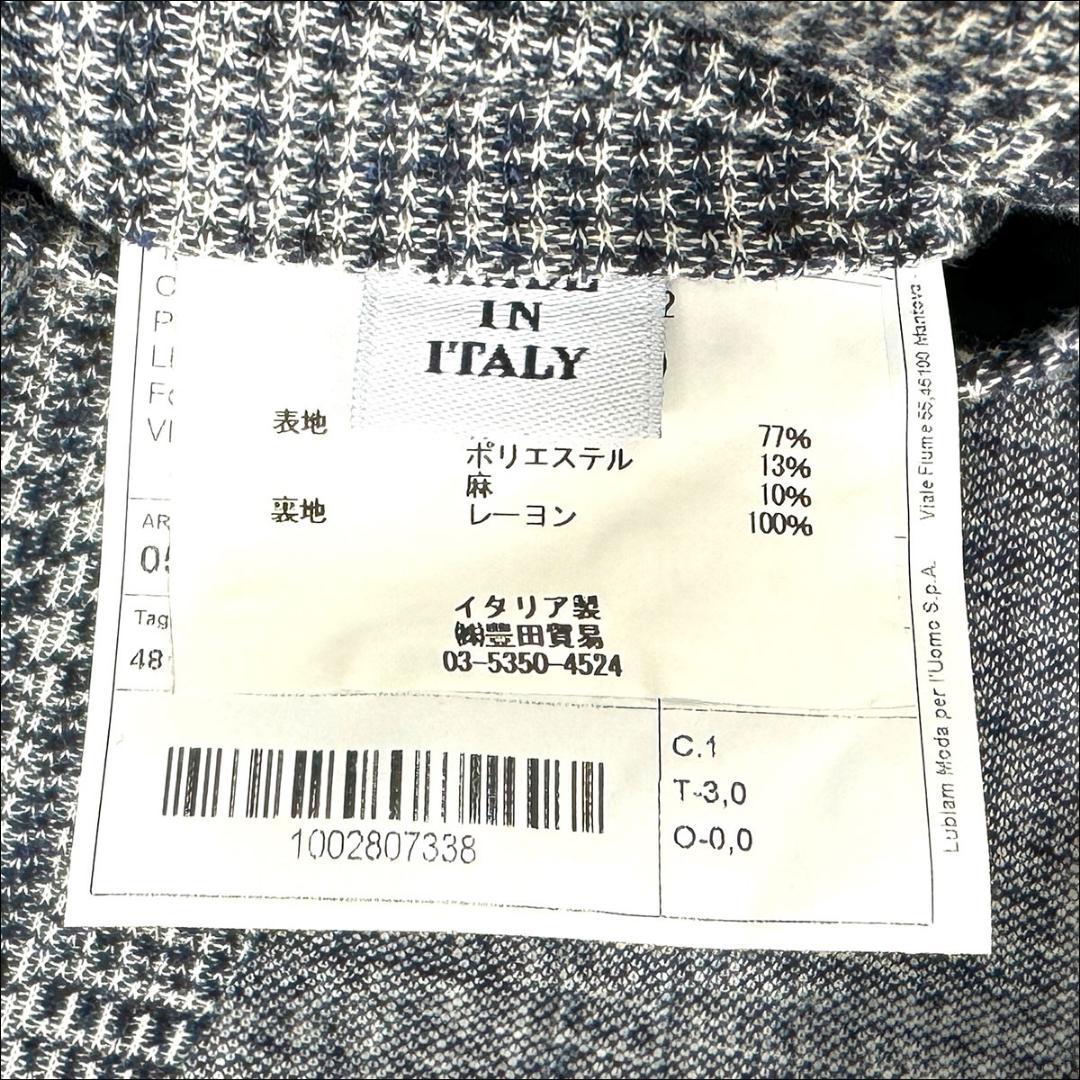 MADE
IN
ITALY
2
表地
77%
ポリエステル 13%
麻 10%
裏地 レーヨン 100%
イタリア製
㈱豊田貿易
03-5350-4524
Tag
48
1002807338
C.1
T-3,0
O-0,0
Lubiam Moda per l'Uomo S.p.A. Viale Fiume 55, 46100 Mantova